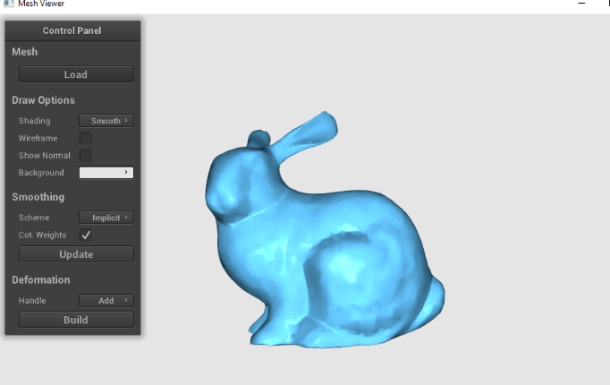 Mesh Viewer
Control Panel
Mesh
Load
Draw Options
Shading Smooth
Wireframe
Show Normal
Background
Smoothing
Scheme Implicit
Cot. Weights
Update
Deformation
Handle Add
Build